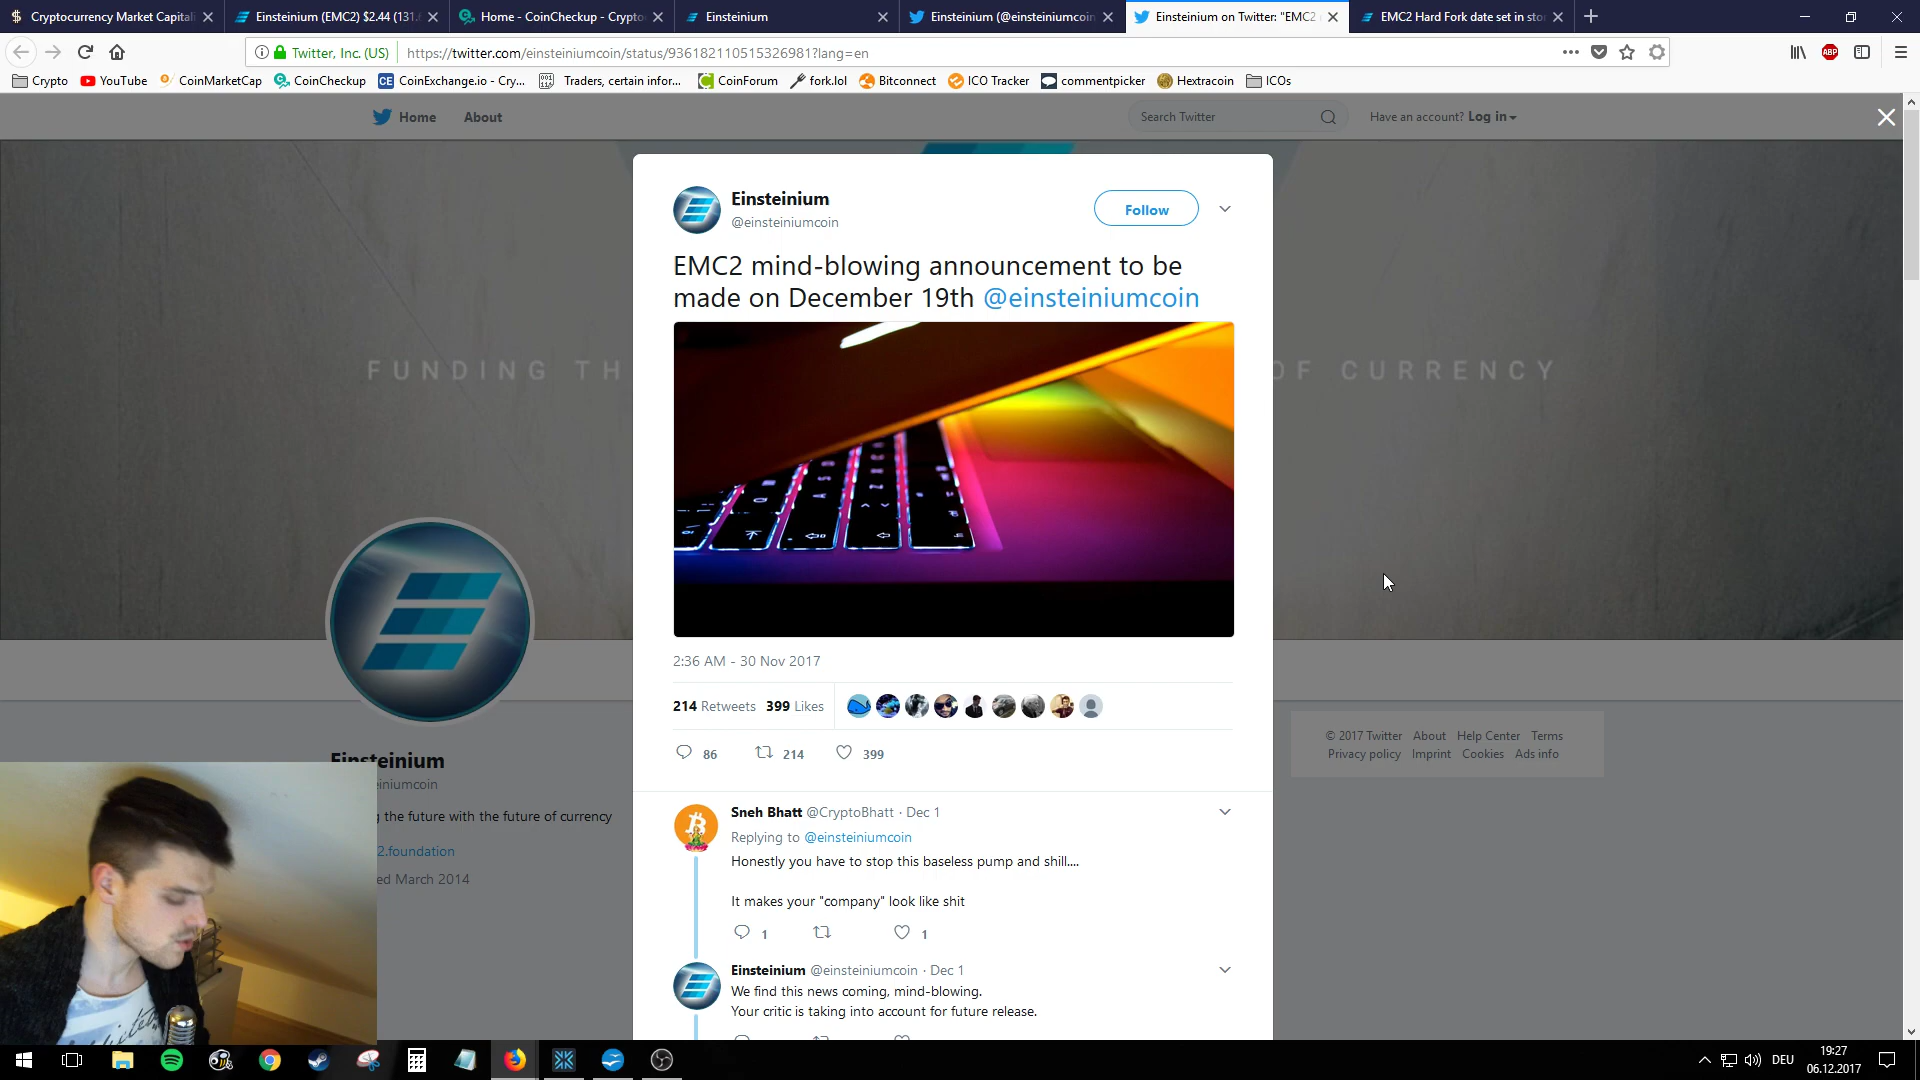 Cryptocurrency Market Capital
Einsteinium (EMC2) $2.44 (131.
Home - CoinCheckup - Crypto
Einsteinium
Einsteinium (@einsteiniumcoin
Einsteinium on Twitter: "EMC2
EMC2 Hard Fork date set in sto
Twitter, Inc. (US)
https://twitter.com/einsteiniumcoin/status/936182110515326981?lang=en
Crypto
YouTube
CoinMarketCap
CoinCheckup
CoinExchange.io - Cry...
Traders, certain infor...
CoinForum
fork.lol
Bitconnect
ICO Tracker
commentpicker
Hextracoin
ICOs
Home About
Search Twitter
Have an account? Log in
FUNDING TH
OF CURRENCY
Einsteinium
@einsteiniumcoin
Follow
EMC2 mind-blowing announcement to be
made on December 19th @einsteiniumcoin
2:36 AM - 30 Nov 2017
214 Retweets 399 Likes
86 214 399
Sneh Bhatt @CryptoBhatt · Dec 1
Replying to @einsteiniumcoin
Honestly you have to stop this baseless pump and shill....
It makes your "company" look like shit
1 1
Einsteinium @einsteiniumcoin · Dec 1
We find this news coming, mind-blowing.
Your critic is taking into account for future release.
Einsteinium
einiumcoin
g the future with the future of currency
2.foundation
ed March 2014
© 2017 Twitter About Help Center Terms
Privacy policy Imprint Cookies Ads info
DEU
19:27
06.12.2017